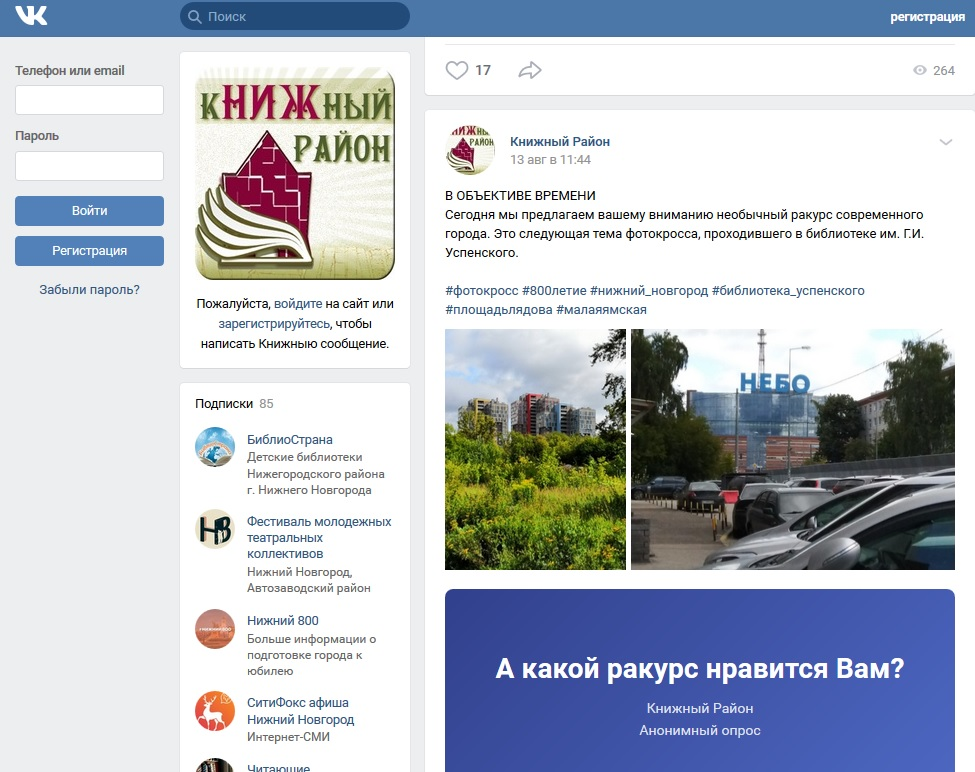 Поиск
регистрация
Телефон или email
Пароль
Войти
Регистрация
Забыли пароль?
кНИЖный
РАЙОН
Пожалуйста, войдите на сайт или
зарегистрируйтесь, чтобы
написать Книжныю сообщение.
Подписки 85
БиблиоСтрана
Детские библиотеки
Нижегородского района
г. Нижнего Новгорода
НВ
Фестиваль молодежных
театральных
коллективов
Нижний Новгород,
Автозаводский район
Нижний 800
Больше информации о
подготовке города к
юбилею
СитиФокс афиша
Нижний Новгород
Интернет-СМИ
Читающие
17
264
Книжный Район
13 авг в 11:44
В ОБЪЕКТИВЕ ВРЕМЕНИ
Сегодня мы предлагаем вашему вниманию необычный ракурс современного
города. Это следующая тема фотокросса, проходившего в библиотеке им. Г.И.
Успенского.
#фотокросс #800летие #нижний_новгород #библиотека_успенского
#площадьлядова #малаяямская
НЕБО
А какой ракурс нравится Вам?
Книжный Район
Анонимный опрос